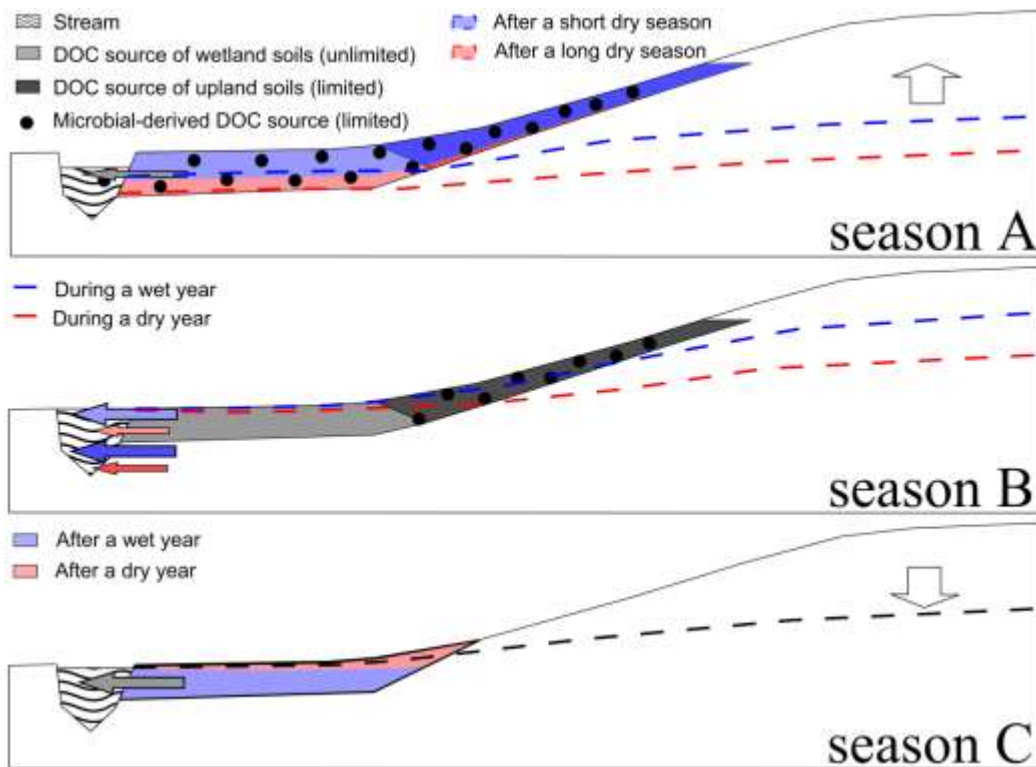 Stream
DOC source of wetland soils (unlimited)
DOC source of upland soils (limited)
Microbial-derived DOC source (limited)
After a short dry season
After a long dry season
season A
During a wet year
During a dry year
season B
After a wet year
After a dry year
season C